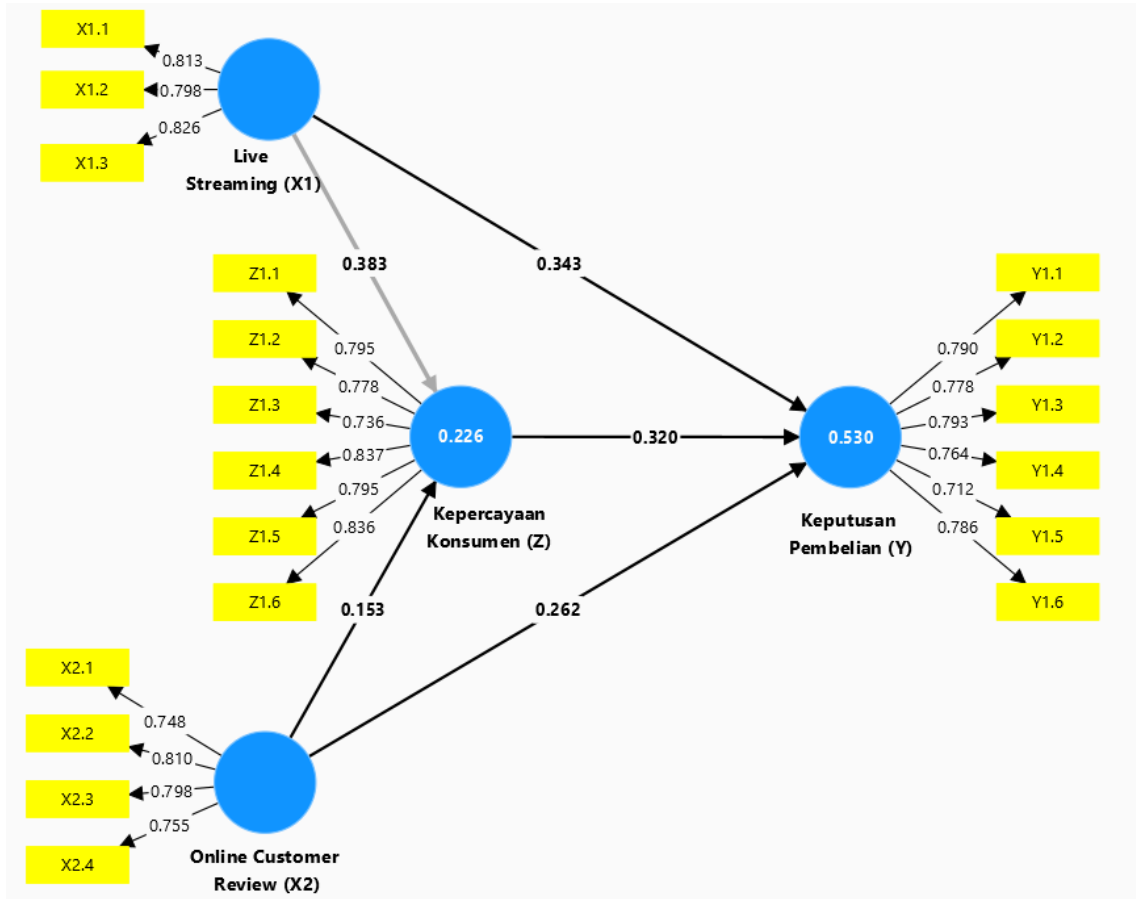 X1.1
0.813
X1.2
0.798
0.826
X1.3
Live
Streaming (X1)
0.383
0.343
Z1.1
Z1.2
Z1.3
Z1.4
Z1.5
Z1.6
0.795
0.778
0.736
0.837
0.795
0.836
0.226
Kepercayaan
Konsumen (Z)
0.320
0.530
Keputusan
Pembelian (Y)
0.790
0.778
0.793
0.764
0.712
0.786
Y1.1
Y1.2
Y1.3
Y1.4
Y1.5
Y1.6
0.153
0.262
X2.1
0.748
X2.2
0.810
X2.3
0.798
0.755
X2.4
Online Customer
Review (X2)